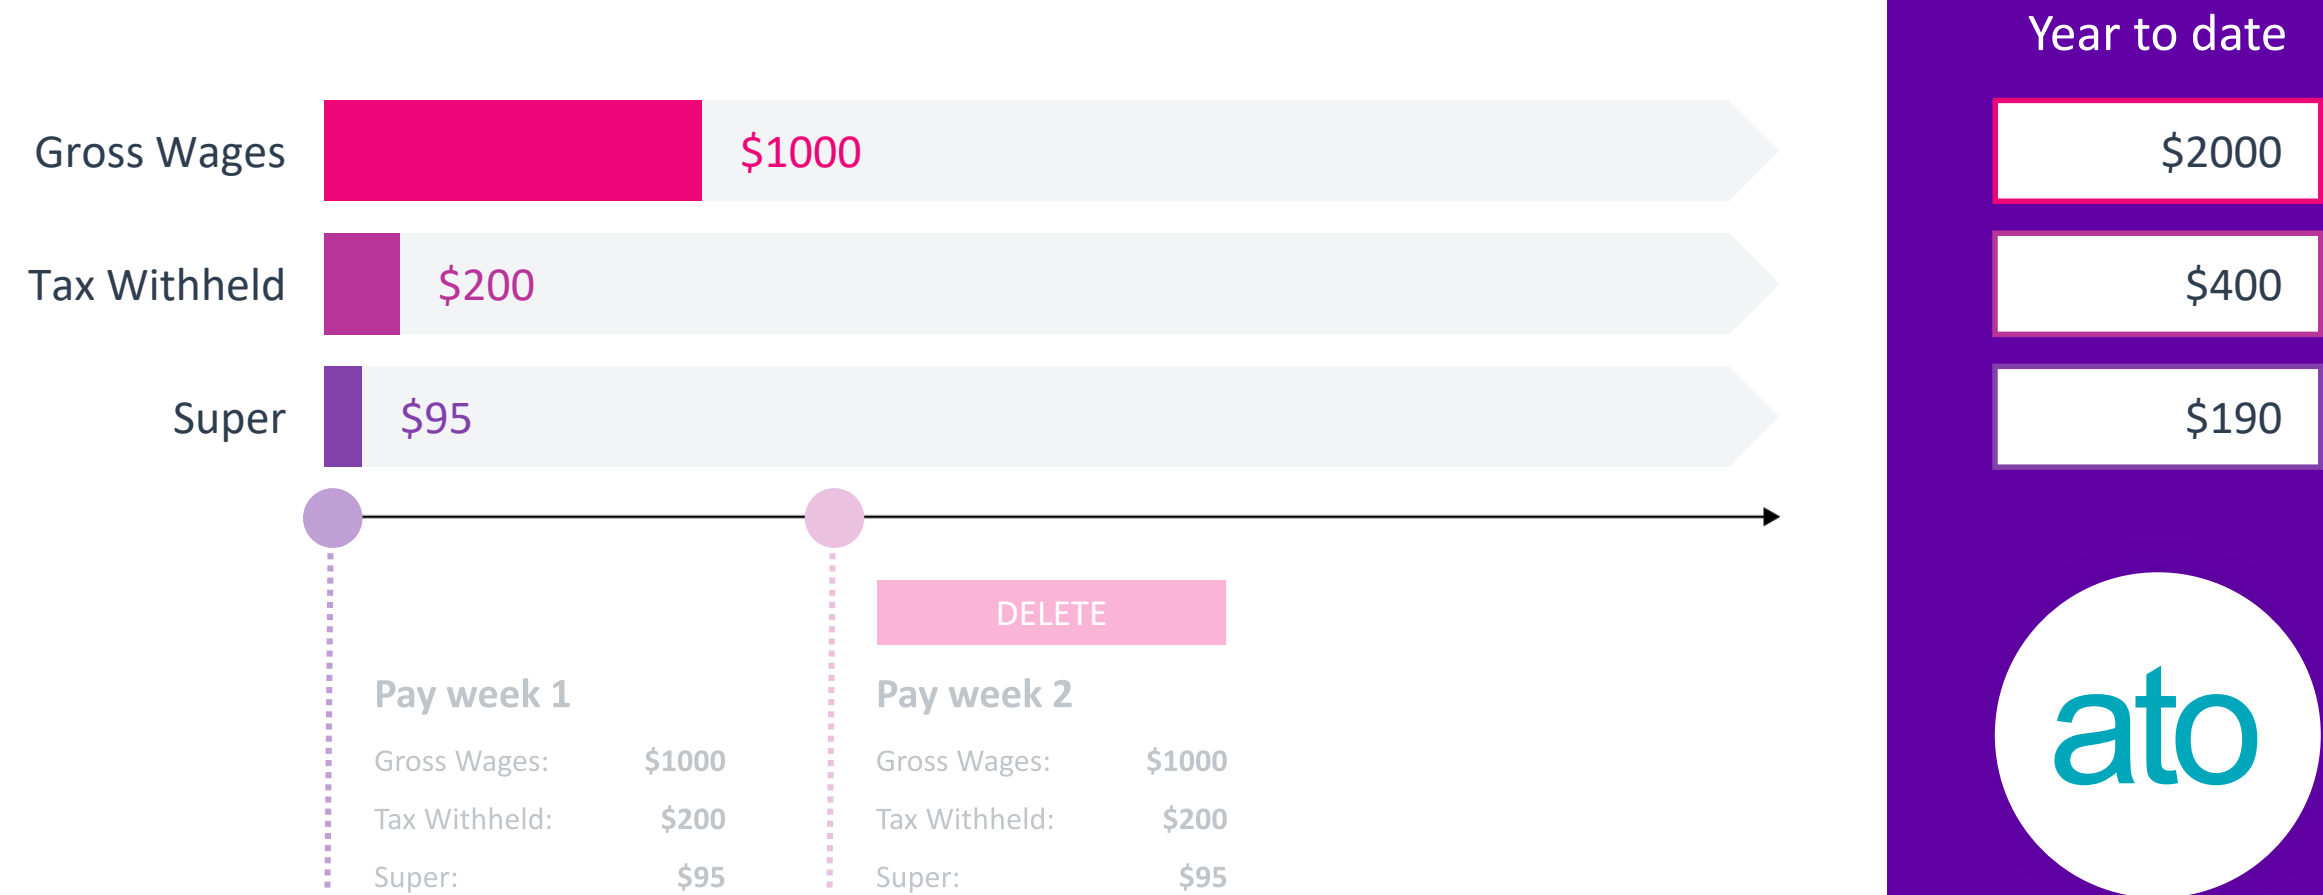 Year to date
Gross Wages $1000 $2000
Tax Withheld $200 $400
Super $95 $190
DELETE
Pay week 1 Pay week 2
Gross Wages: $1000 Gross Wages: $1000
Tax Withheld: $200 Tax Withheld: $200
Super: $95 Super: $95
ato